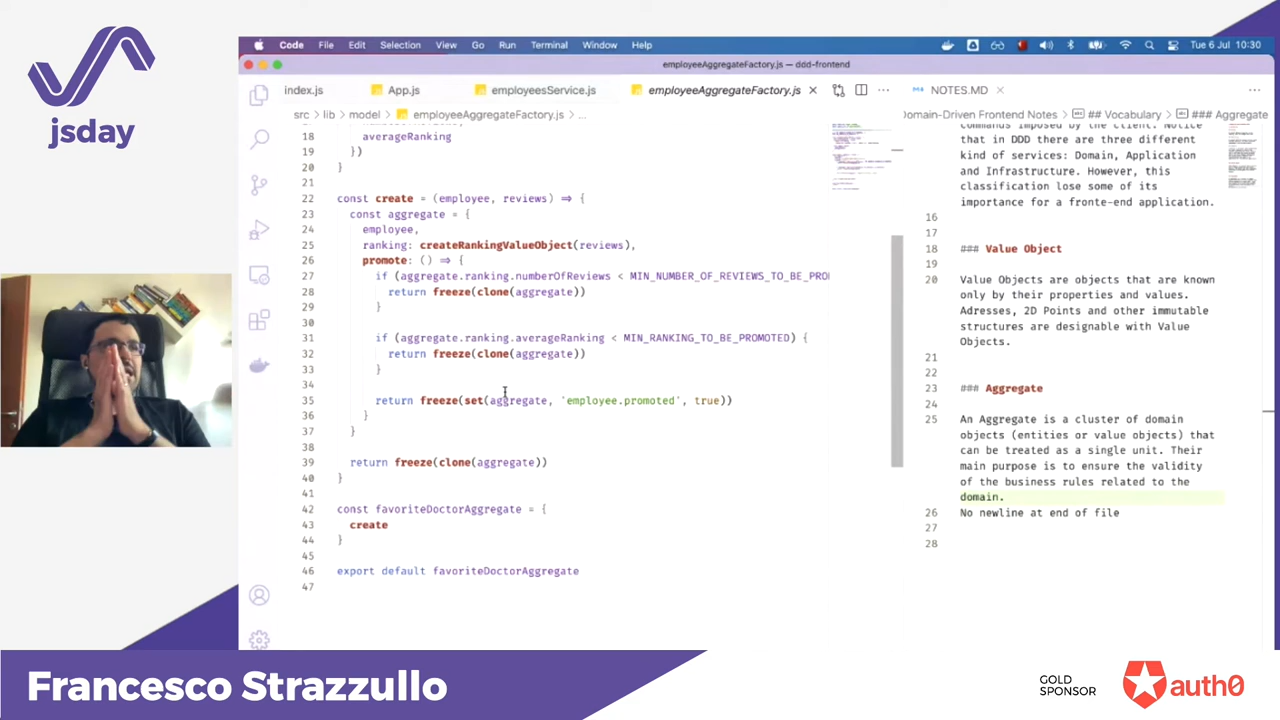 jsday
Code File Edit Selection View Go Run Terminal Window Help
Tue 6 Jul 10:30
employeeAggregateFactory.js — ddd-frontend
index.js
App.js
employeesService.js
employeeAggregateFactory.js
NOTES.MD
src > lib > model > employeeAggregateFactory.js > ...
18 averageRanking
19 })
20 }
21
22 const create = (employee, reviews) => {
23 const aggregate = {
24 employee,
25 ranking: createRankingValueObject(reviews),
26 promote: () => {
27 if (aggregate.ranking.numberOfReviews < MIN_NUMBER_OF_REVIEWS_TO_BE_PRO
28 return freeze(clone(aggregate))
29 }
30
31 if (aggregate.ranking.averageRanking < MIN_RANKING_TO_BE_PROMOTED) {
32 return freeze(clone(aggregate))
33 }
34
35 return freeze(set(aggregate, 'employee.promoted', true))
36 }
37 }
38
39 return freeze(clone(aggregate))
40 }
41
42 const favoriteDoctorAggregate = {
43 create
44 }
45
46 export default favoriteDoctorAggregate
47
Domain-Driven Frontend Notes > ## Vocabulary > ### Aggregate
commands imposed by the client. Notice
that in DDD there are three different
kind of services: Domain, Application
and Infrastructure. However, this
classification lose some of its
importance for a fronte-end application.
16
17
18 ### Value Object
19
20 Value Objects are objects that are known
only by their properties and values.
Adresses, 2D Points and other immutable
structures are designable with Value
Objects.
21
22
23 ### Aggregate
24
25 An Aggregate is a cluster of domain
objects (entities or value objects) that
can be treated as a single unit. Their
main purpose is to ensure the validity
of the business rules related to the
domain.
26 No newline at end of file
27
28
Francesco Strazzullo
GOLD
SPONSOR
auth0